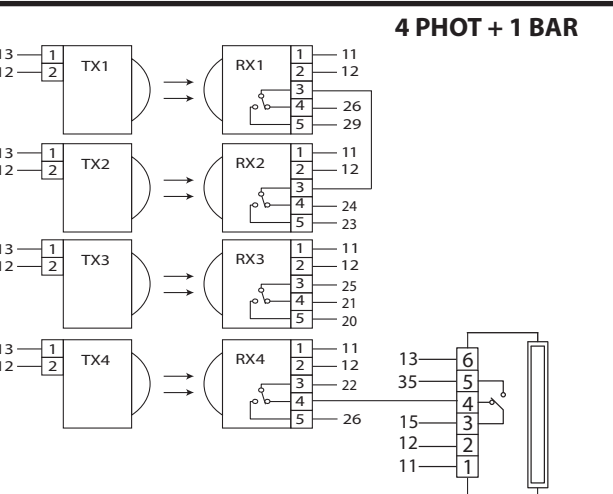 4 PHOT + 1 BAR
13 1 TX1 RX1 1 11
12 2 2 12
3
4 26
5 29
13 1 TX2 RX2 1 11
12 2 2 12
3
4 24
5 23
13 1 TX3 RX3 1 11
12 2 2 12
3 25
4 21
5 20
13 1 TX4 RX4 1 11
12 2 2 12
3 22
4
5 26
13 6
35 5
4
15 3
12 2
11 1